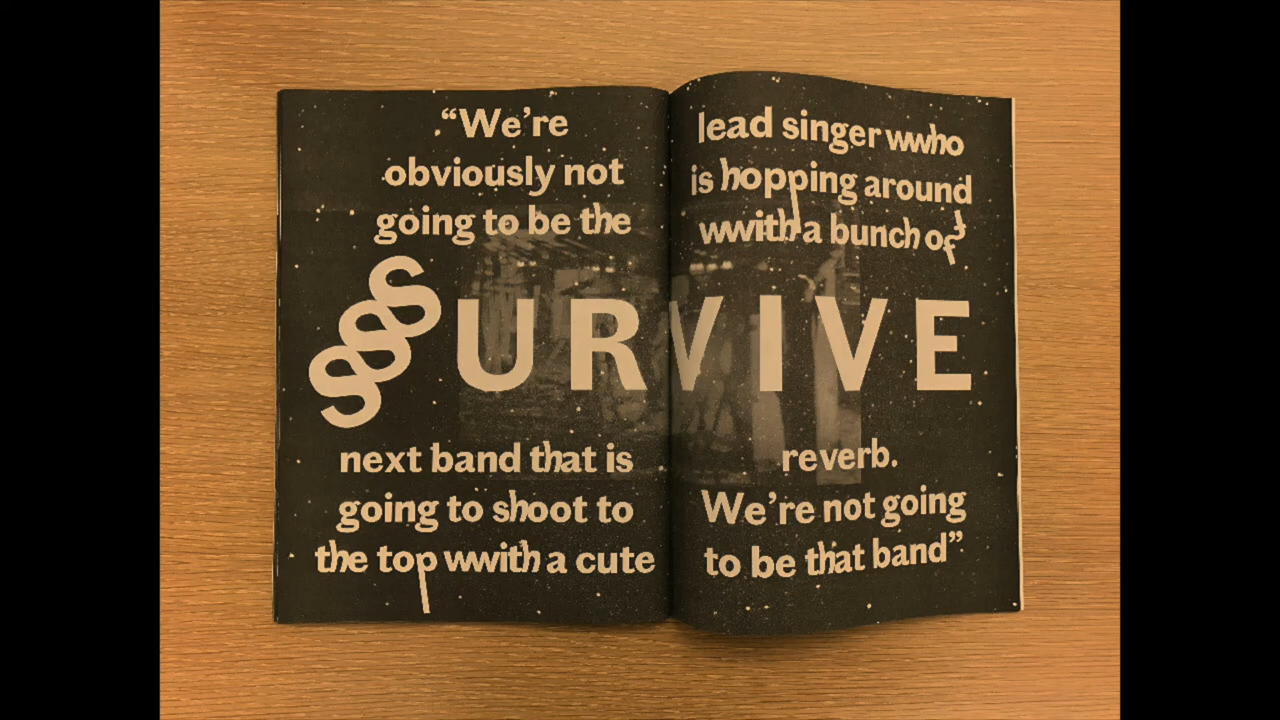 “We’re
obviously not
going to be the
SSSURVIVE
next band that is
going to shoot to
the top wwith a cute
lead singer wwho
is hopping around
wwith a bunch of
reverb.
We’re not going
to be that band”